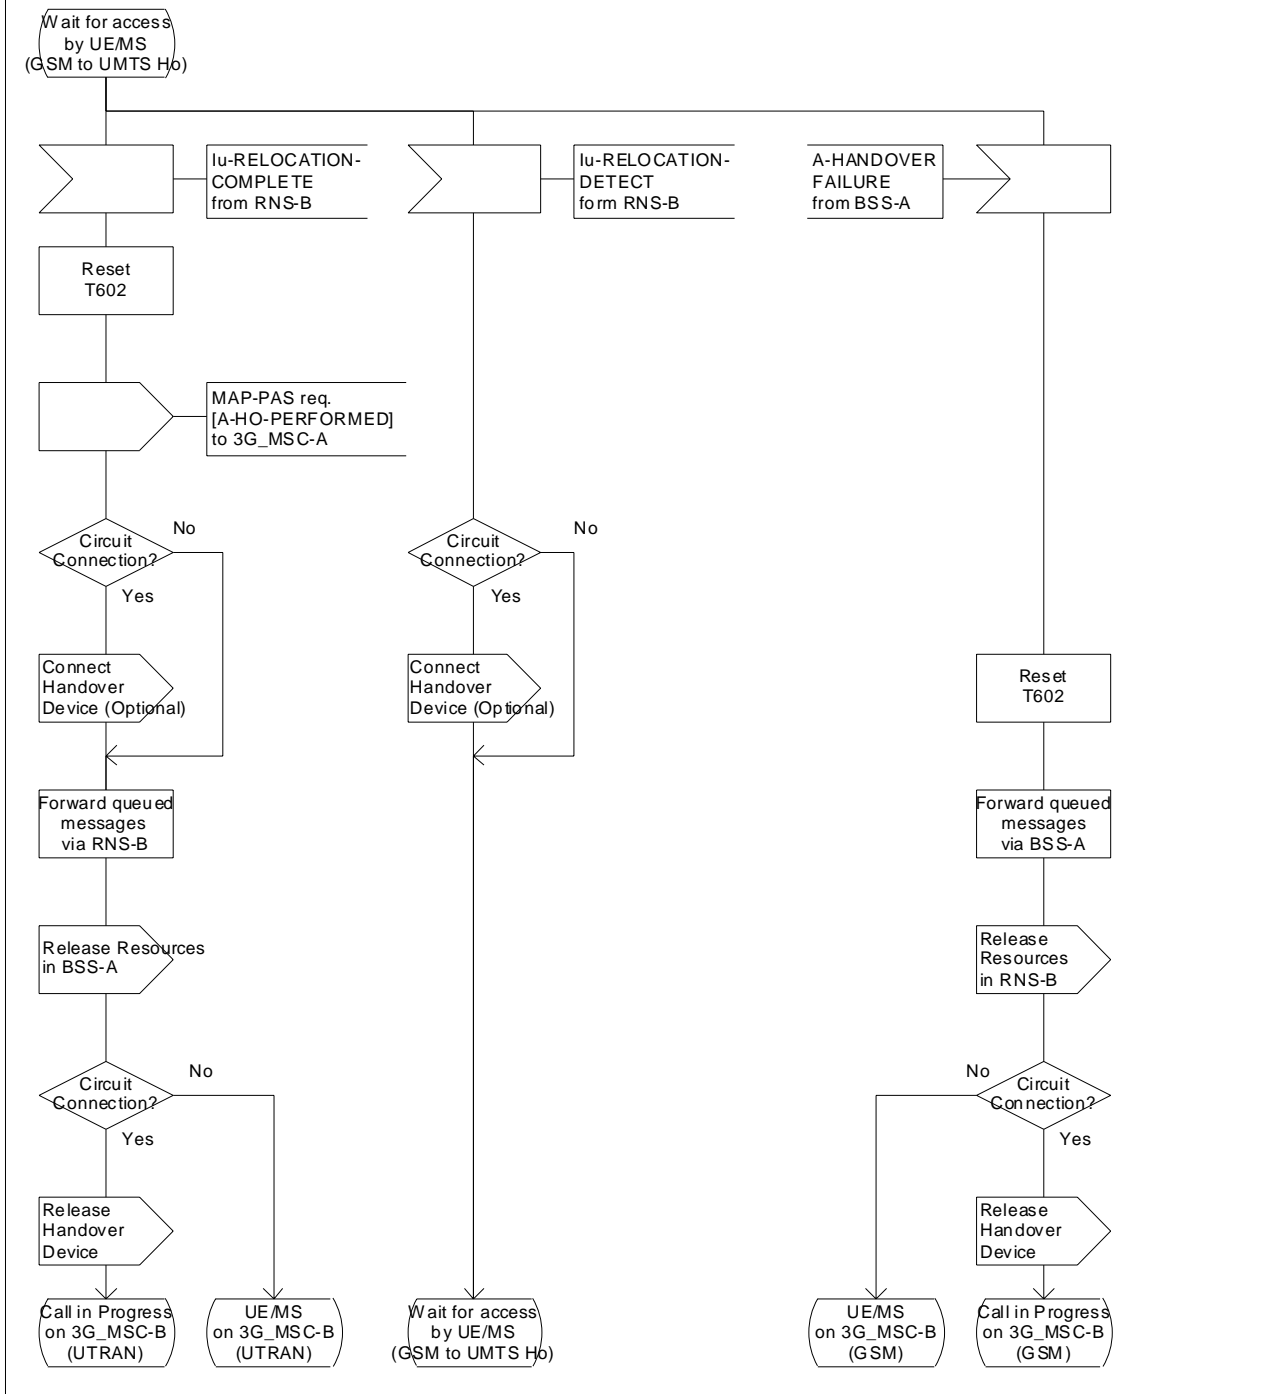 Wait for access
by UE/MS
(GSM to UMTS Ho)
Iu-RELOCATION-
COMPLETE
from RNS-B
Iu-RELOCATION-
DETECT
form RNS-B
A-HANDOVER
FAILURE
from BSS-A
Reset
T602
MAP-PAS req.
[A-HO-PERFORMED]
to 3G_MSC-A
Circuit
Connection?
No
Yes
Circuit
Connection?
No
Yes
Connect
Handover
Device (Optional)
Connect
Handover
Device (Optional)
Reset
T602
Forward queued
messages
via RNS-B
Forward queued
messages
via BSS-A
Release Resources
in BSS-A
Release
Resources
in RNS-B
Circuit
Connection?
No
Yes
No
Circuit
Connection?
Yes
Release
Handover
Device
Release
Handover
Device
Call in Progress
on 3G_MSC-B
(UTRAN)
UE/MS
on 3G_MSC-B
(UTRAN)
Wait for access
by UE/MS
(GSM to UMTS Ho)
UE/MS
on 3G_MSC-B
(GSM)
Call in Progress
on 3G_MSC-B
(GSM)